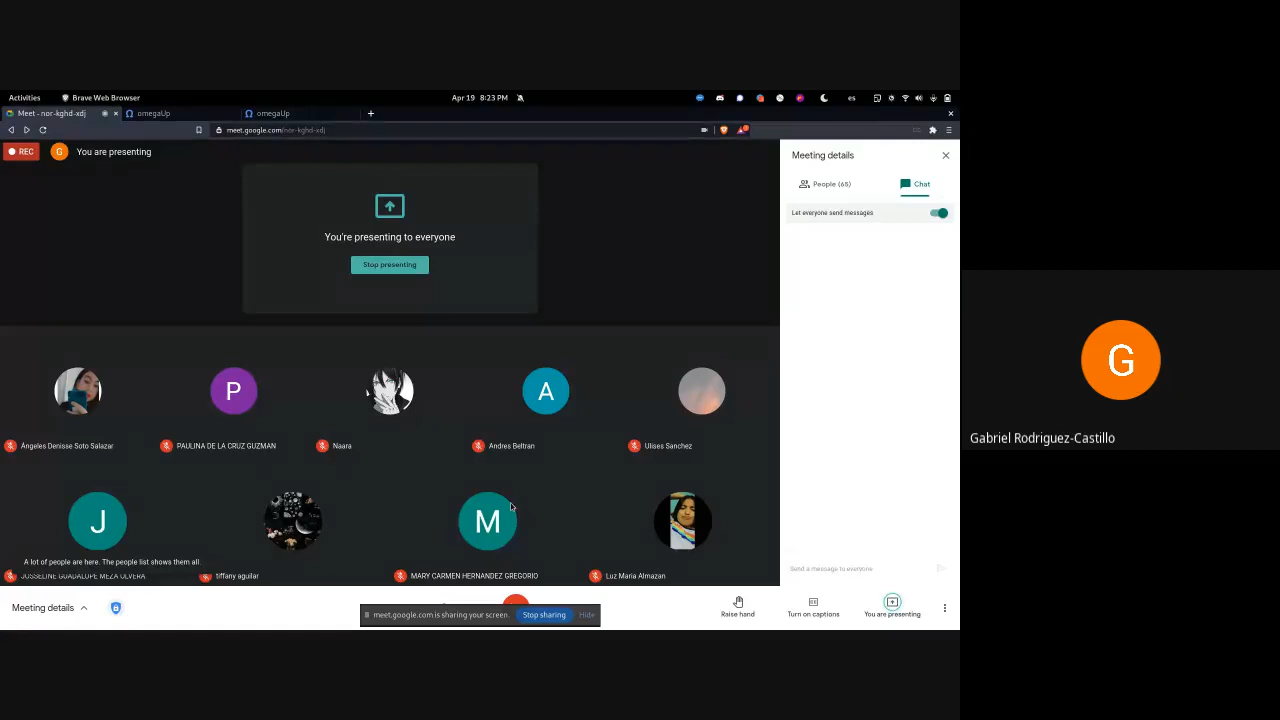 Activities
Brave Web Browser
Apr 19 8:23 PM
es
Meet - nor-kghd-xdj
omegaUp
omegaUp
meet.google.com/nor-kghd-xdj
REC
G
You are presenting
Meeting details
People (65)
Chat
Let everyone send messages
You're presenting to everyone
Stop presenting
P
A
Ángeles Denisse Soto Salazar
PAULINA DE LA CRUZ GUZMAN
Naara
Andres Beltran
Ulises Sanchez
G
Gabriel Rodriguez-Castillo
J
M
A lot of people are here. The people list shows them all.
JOSSELINE GUADALUPE MEZA OLVERA
tiffany aguilar
MARY CARMEN HERNANDEZ GREGORIO
Luz Maria Almazan
Send a message to everyone
Meeting details
meet.google.com is sharing your screen.
Stop sharing
Hide
Raise hand
Turn on captions
You are presenting